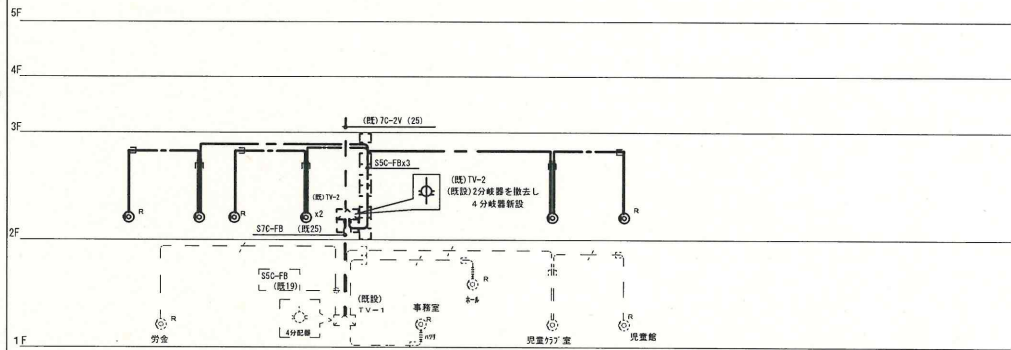 5F
4F
3F
(既)7C-2V (25)
S5C-FBx3
(既)TV-2
(既設)2分岐器を撤去し
4分岐器新設
(既)TV-2
R
R
x2
R
2F
S7C-FB (既25)
S5C-FB
(既19)
(既設)
TV-1
4分配器
R
労金
事務室
R
R
ホール
児童クラブ室
R
児童館
1F